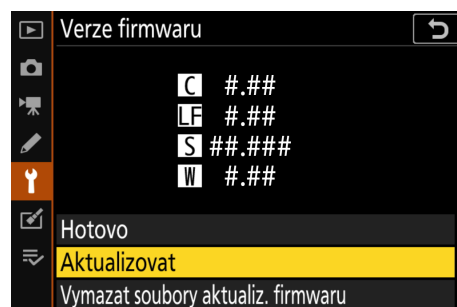 Verze firmwaru
C #.##
LF #.##
S ##.###
W #.##
Hotovo
Aktualizovat
Vymazat soubory aktualiz. firmwaru